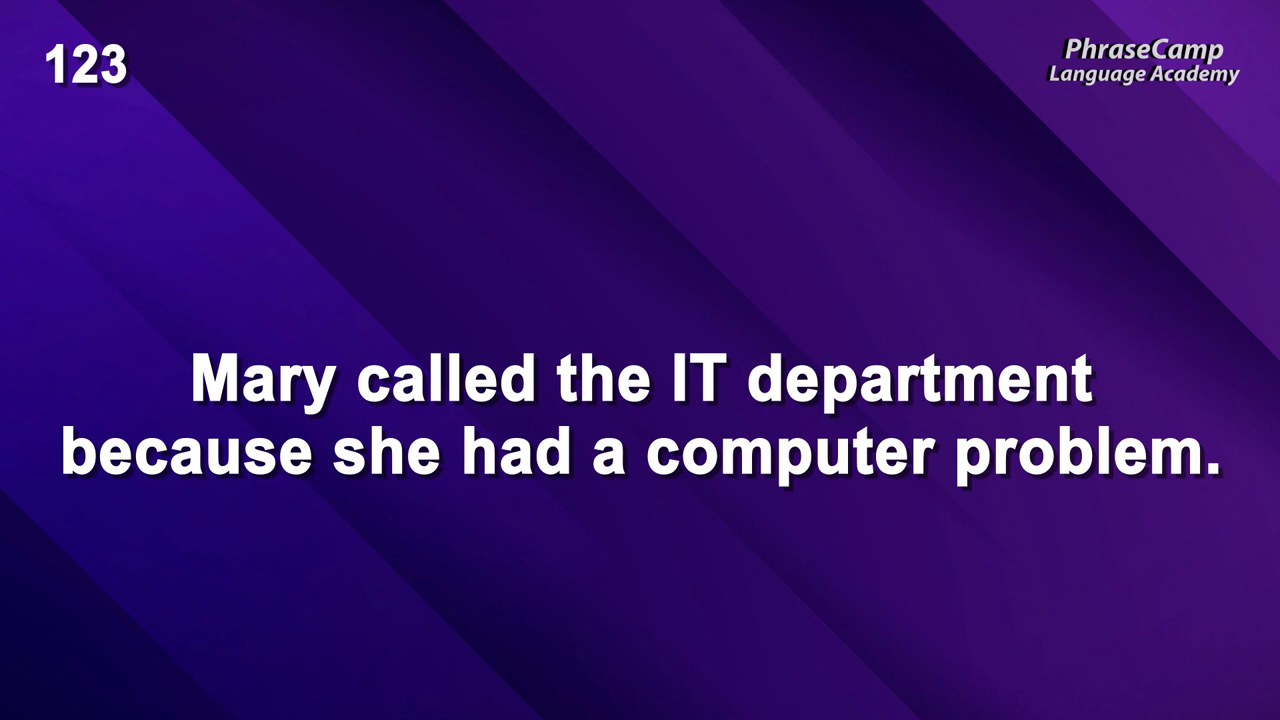 123
PhraseCamp
Language Academy
Mary called the IT department
because she had a computer problem.